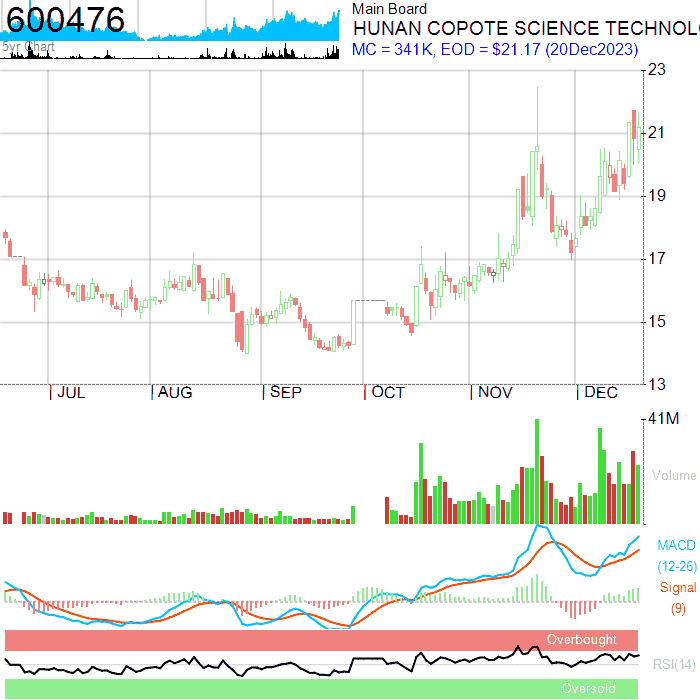 600476
5yr Chart
Main Board
HUNAN COPOTE SCIENCE TECHNOLO
MC = 341K, EOD = $21.17 (20Dec2023)
23
21
19
17
15
13
JUL AUG SEP OCT NOV DEC
41M
Volume
MACD
(12-26)
Signal
(9)
Overbought
RSI(14)
Oversold